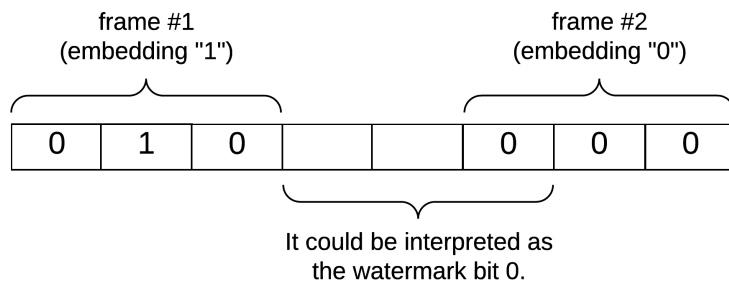 frame #1
(embedding "1")
frame #2
(embedding "0")
0 1 0 0 0 0
It could be interpreted as
the watermark bit 0.